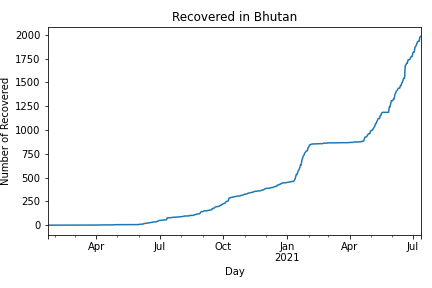 Recovered in Bhutan
Number of Recovered
2000
1750
1500
1250
1000
750
500
250
0
Apr
Jul
Oct
Jan
2021
Apr
Jul
Day